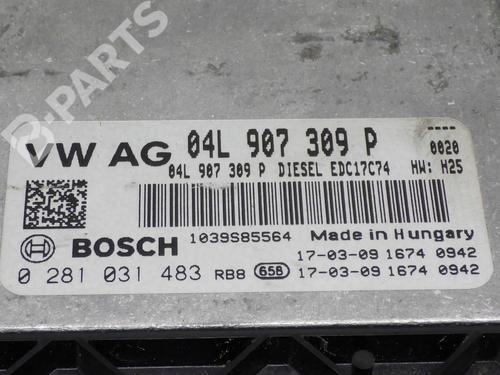 B-PARTS
VW AG 04L 907 309 P
04L 907 309 P DIESEL EDC17C74
0020
HW: H25
BOSCH
1039S85564
Made in Hungary
0 281 031 483 RB8 65B
17-03-09 1674 0942
17-03-09 1674 0942